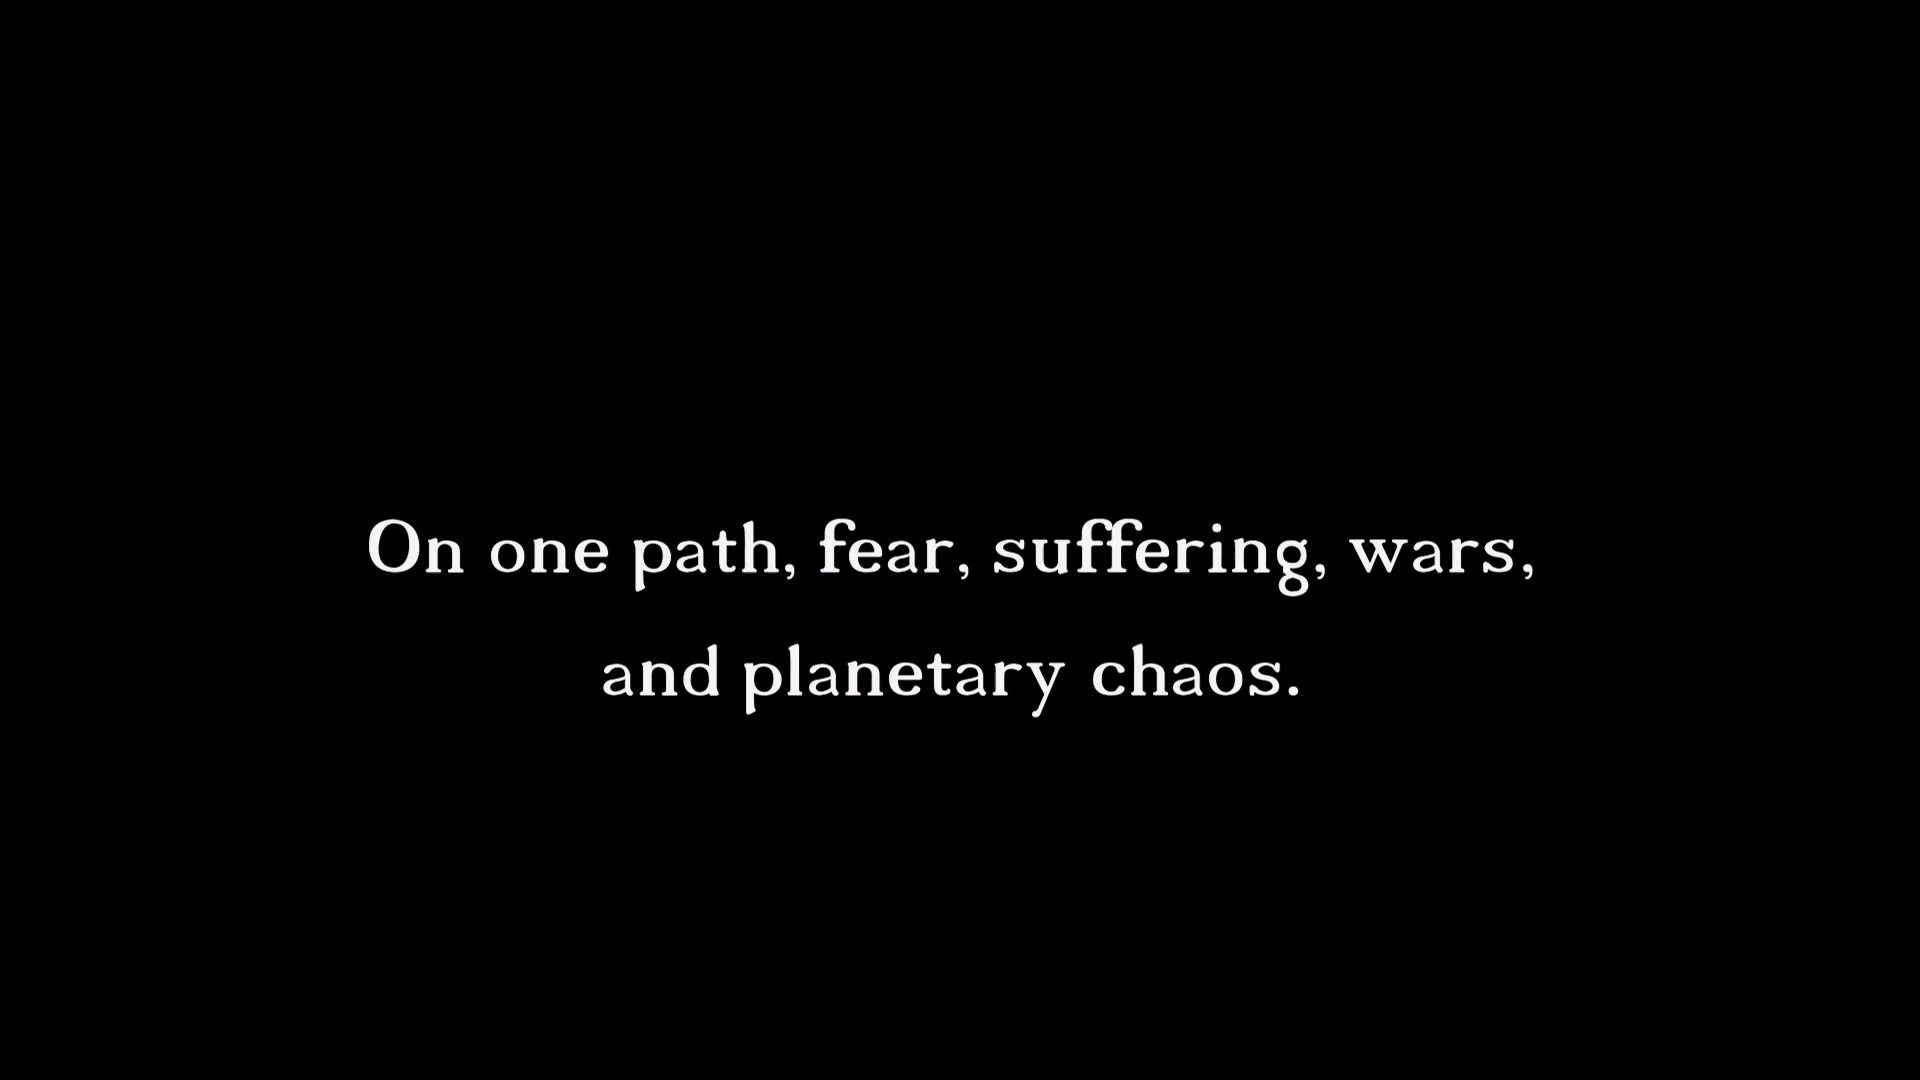 On one path, fear, suffering, wars,
and planetary chaos.